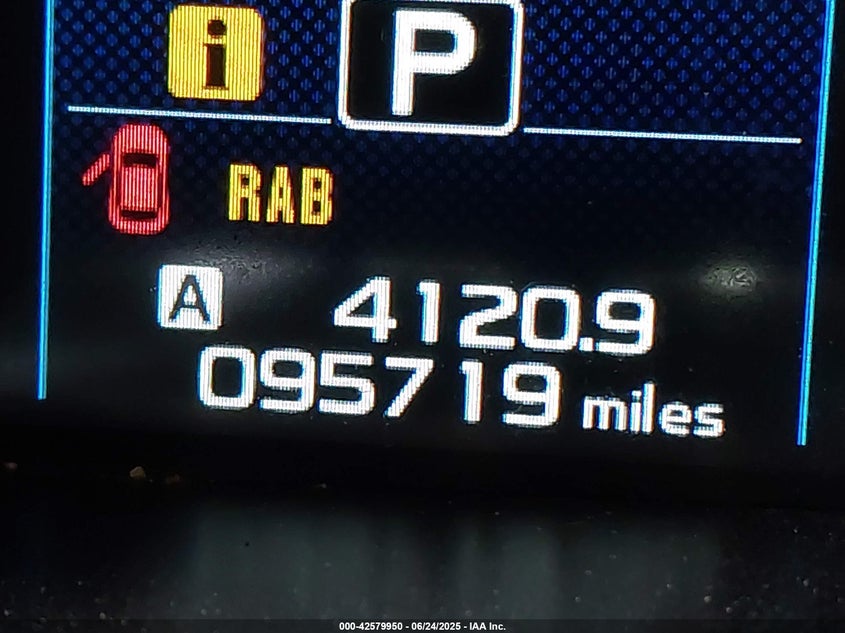 i P
RAB
A 4120.9
095719 miles
000-42579950 - 06/24/2025 - IAA Inc.